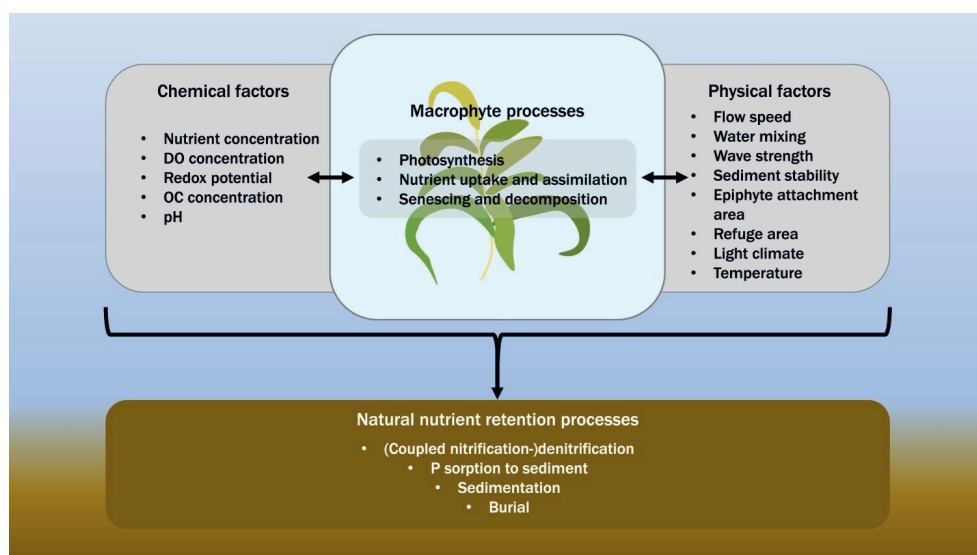 Chemical factors
• Nutrient concentration
• DO concentration
• Redox potential
• OC concentration
• pH
Macrophyte processes
• Photosynthesis
• Nutrient uptake and assimilation
• Senescing and decomposition
Physical factors
• Flow speed
• Water mixing
• Wave strength
• Sediment stability
• Epiphyte attachment
area
• Refuge area
• Light climate
• Temperature
Natural nutrient retention processes
• (Coupled nitrification-)denitrification
• P sorption to sediment
• Sedimentation
• Burial